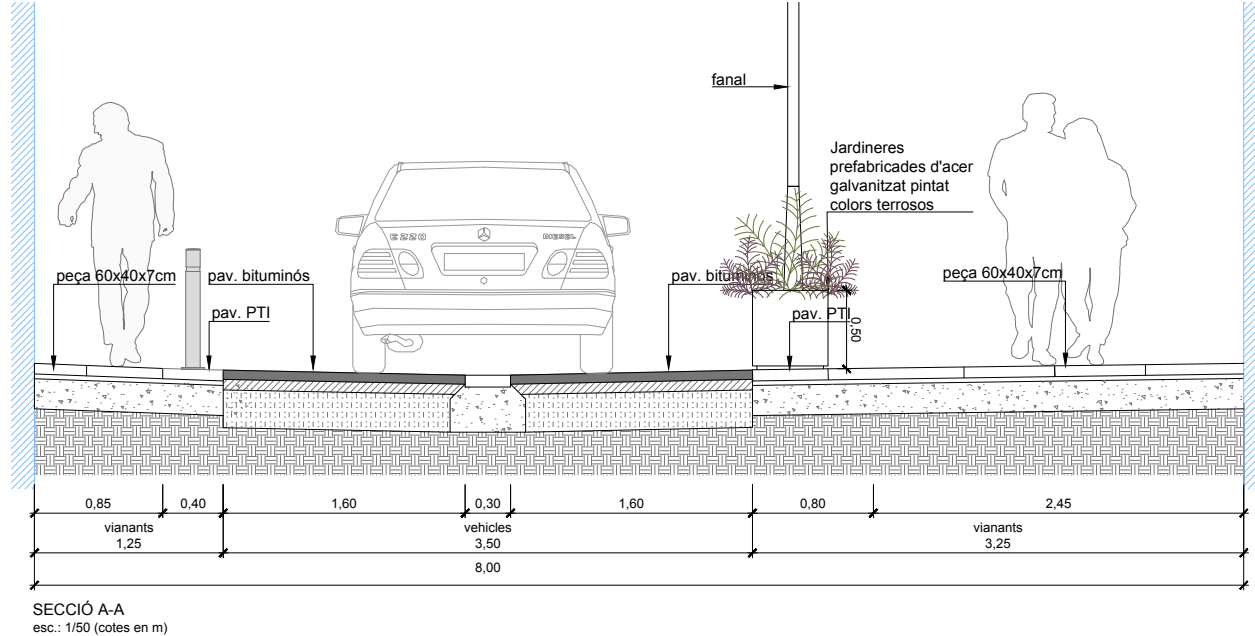 fanal
Jardineres
prefabricades d'acer
galvanitzat pintat
colors terrosos
E220
DIESEL
peça 60x40x7cm
pav. bituminós
pav. bituminós
peça 60x40x7cm
pav. PTI
pav. PTI
0,50
0,85
0,40
1,60
0,30
1,60
0,80
2,45
vianants
vehicles
vianants
1,25
3,50
3,25
8,00
SECCIÓ A-A
esc.: 1/50 (cotes en m)